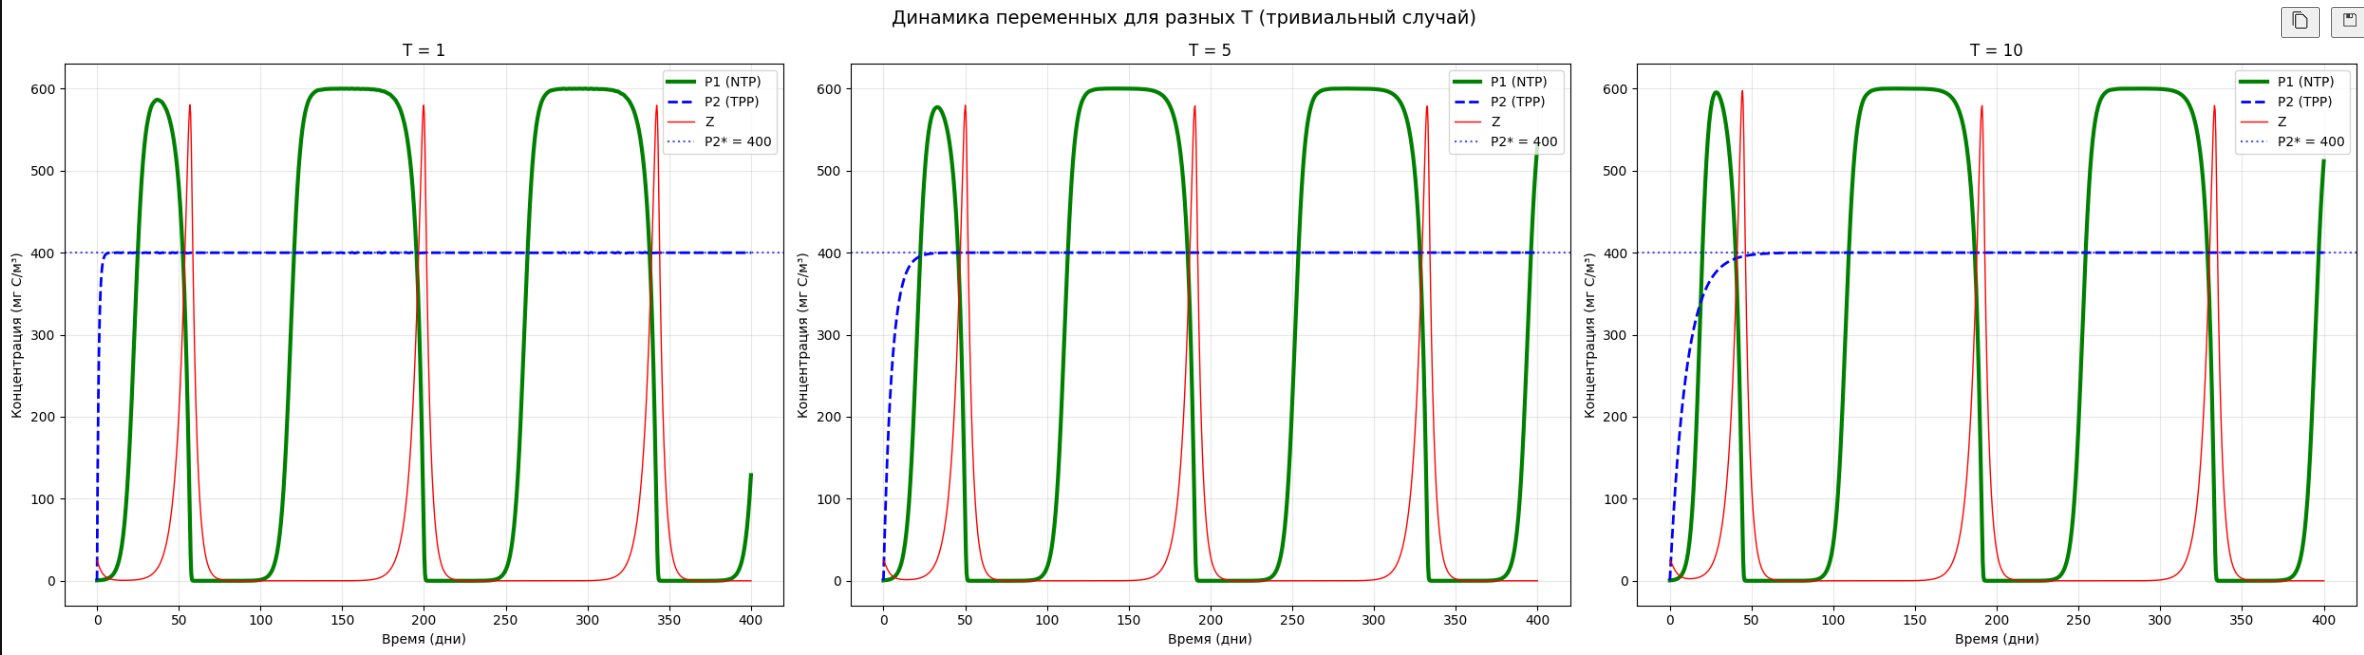 Динамика переменных для разных T (тривиальный случай)
T = 1
600
500
400
300
200
100
0
Концентрация (мг C/м³)
0 50 100 150 200 250 300 350 400
Время (дни)
P1 (NTP)
P2 (TPP)
Z
P2* = 400
T = 5
600
500
400
300
200
100
0
Концентрация (мг C/м³)
0 50 100 150 200 250 300 350 400
Время (дни)
P1 (NTP)
P2 (TPP)
Z
P2* = 400
T = 10
600
500
400
300
200
100
0
Концентрация (мг C/м³)
0 50 100 150 200 250 300 350 400
Время (дни)
P1 (NTP)
P2 (TPP)
Z
P2* = 400